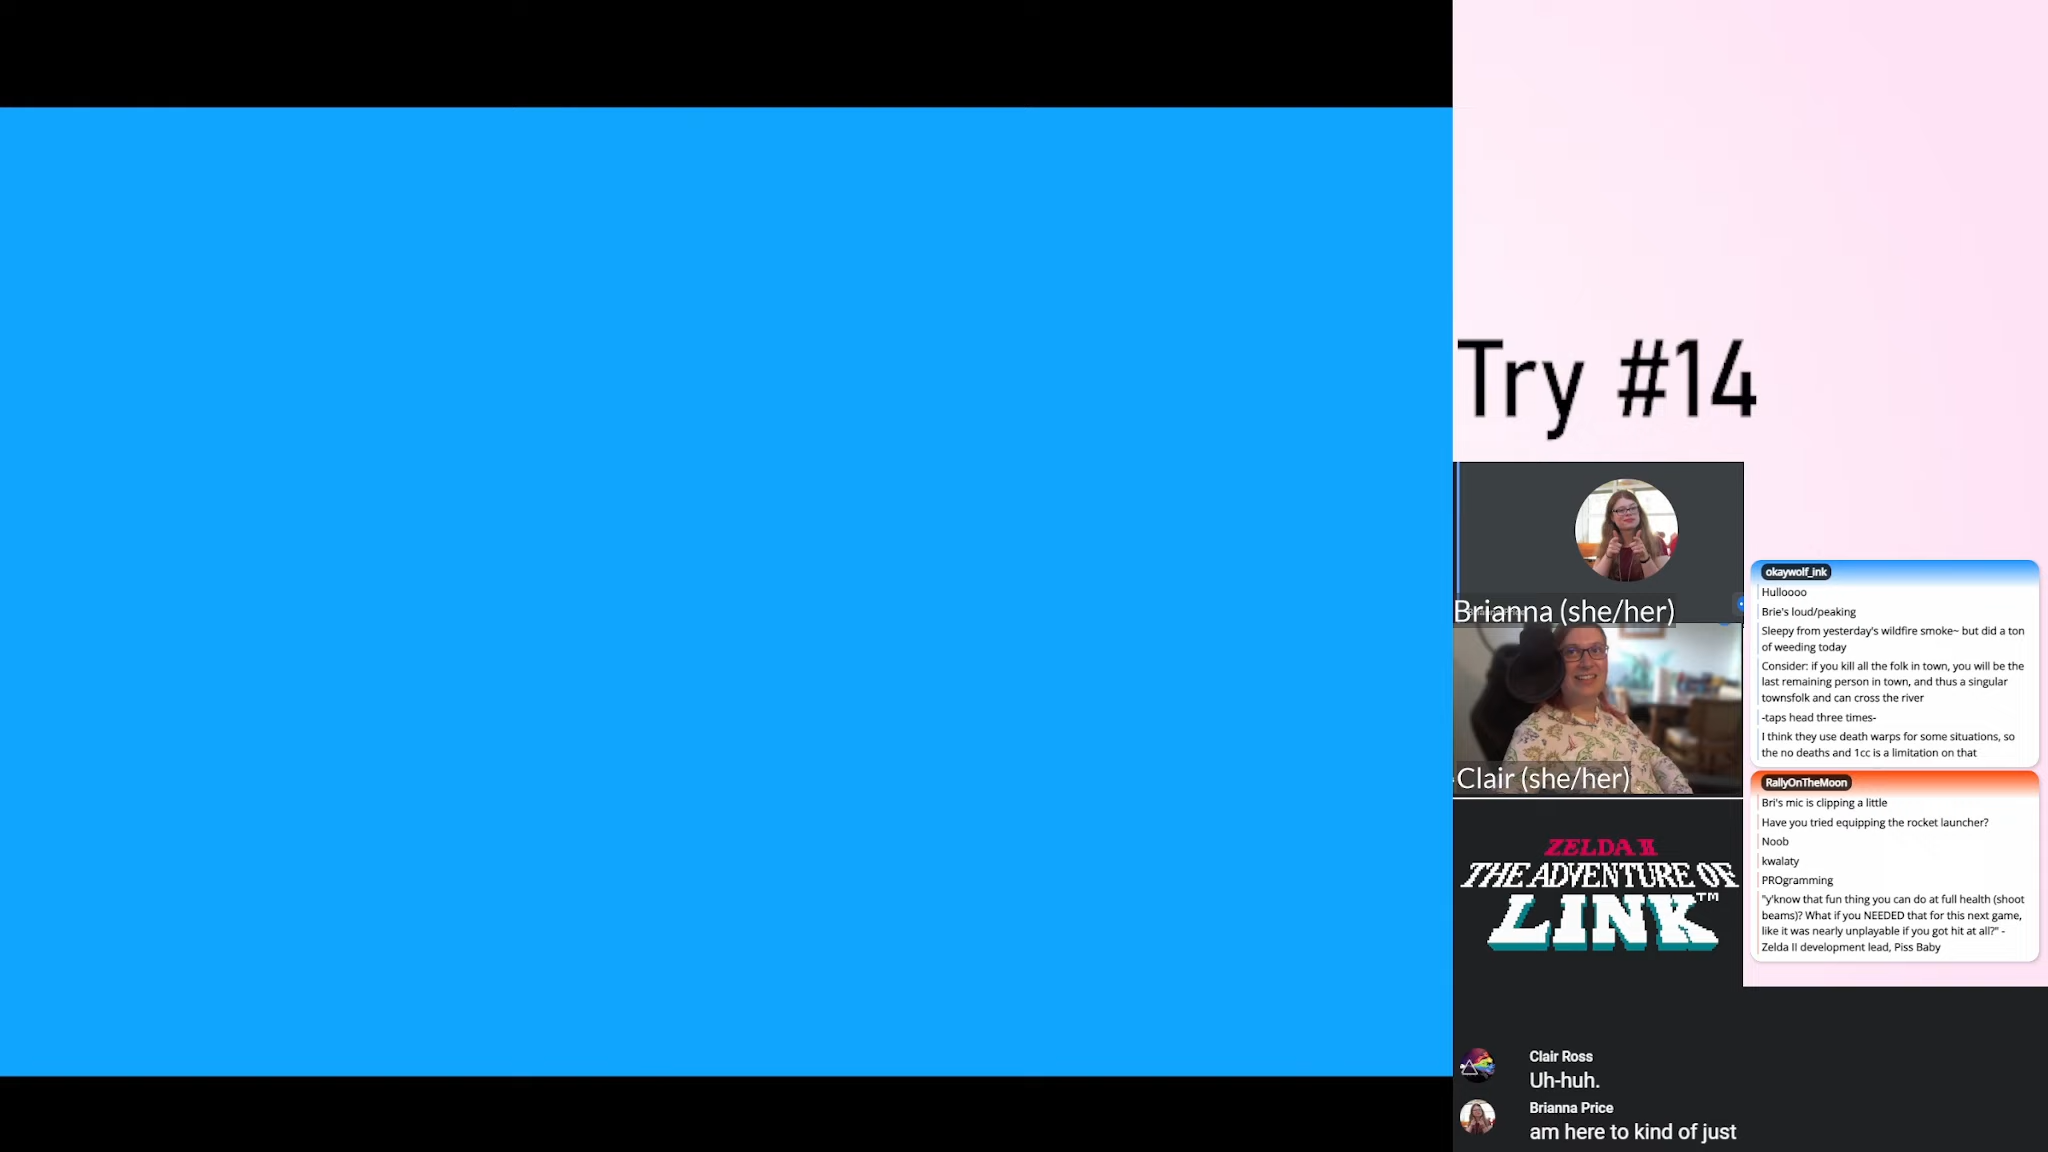 Try #14
Brianna (she/her)
Clair (she/her)
ZELDA II
THE ADVENTURE OF
LINK™
okaywolf_ink
Hulloooo
Brie's loud/peaking
Sleepy from yesterday's wildfire smoke~ but did a ton
of weeding today
Consider: if you kill all the folk in town, you will be the
last remaining person in town, and thus a singular
townsfolk and can cross the river
-taps head three times-
I think they use death warps for some situations, so
the no deaths and 1cc is a limitation on that
RallyOnTheMoon
Bri's mic is clipping a little
Have you tried equipping the rocket launcher?
Noob
kwalaty
PROgramming
"y'know that fun thing you can do at full health (shoot
beams)? What if you NEEDED that for this next game,
like it was nearly unplayable if you got hit at all?" -
Zelda II development lead, Piss Baby
Clair Ross
Uh-huh.
Brianna Price
am here to kind of just